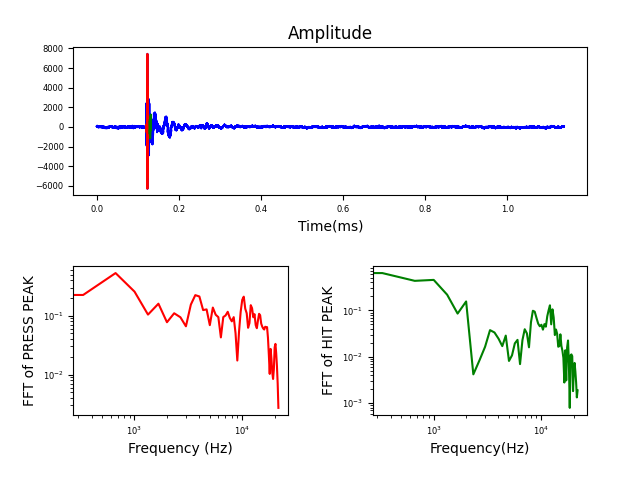 Amplitude
8000
6000
4000
2000
0
−2000
−4000
−6000
0.0 0.2 0.4 0.6 0.8 1.0
Time(ms)
FFT of PRESS PEAK
10⁻¹
10⁻²
10³ 10⁴
Frequency (Hz)
FFT of HIT PEAK
10⁻¹
10⁻²
10⁻³
10³ 10⁴
Frequency(Hz)